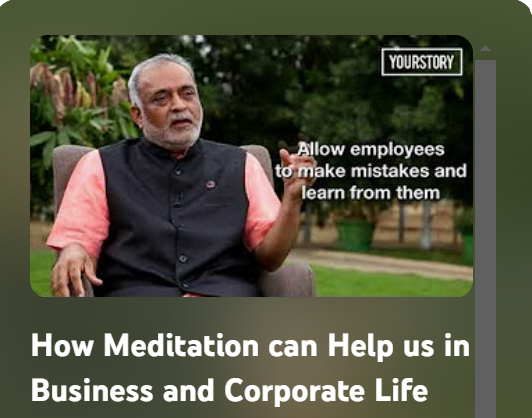 YOURSTORY
Allow employees
to make mistakes and
learn from them
How Meditation can Help us in
Business and Corporate Life